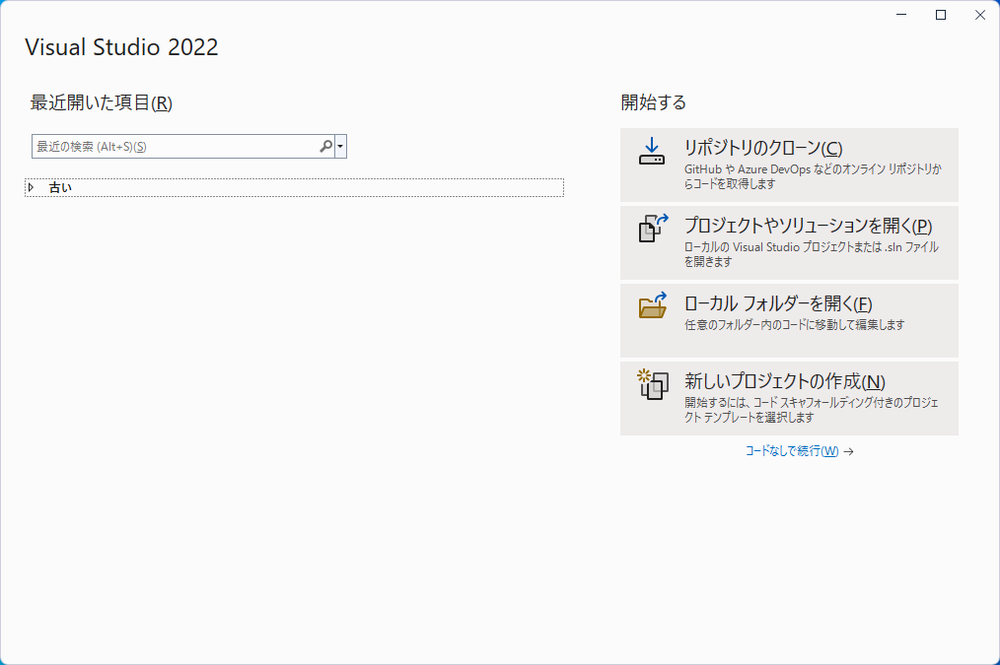 Visual Studio 2022
最近開いた項目(R)
最近の検索 (Alt+S)(S)
古い
開始する
リポジトリのクローン(C)
GitHub や Azure DevOps などのオンライン リポジトリか
らコードを取得します
プロジェクトやソリューションを開く(P)
ローカルの Visual Studio プロジェクトまたは .sln ファイル
を開きます
ローカル フォルダーを開く(F)
任意のフォルダー内のコードに移動して編集します
新しいプロジェクトの作成(N)
開始するには、コード スキャフォールディング付きのプロジェ
クト テンプレートを選択します
コードなしで続行(W) →